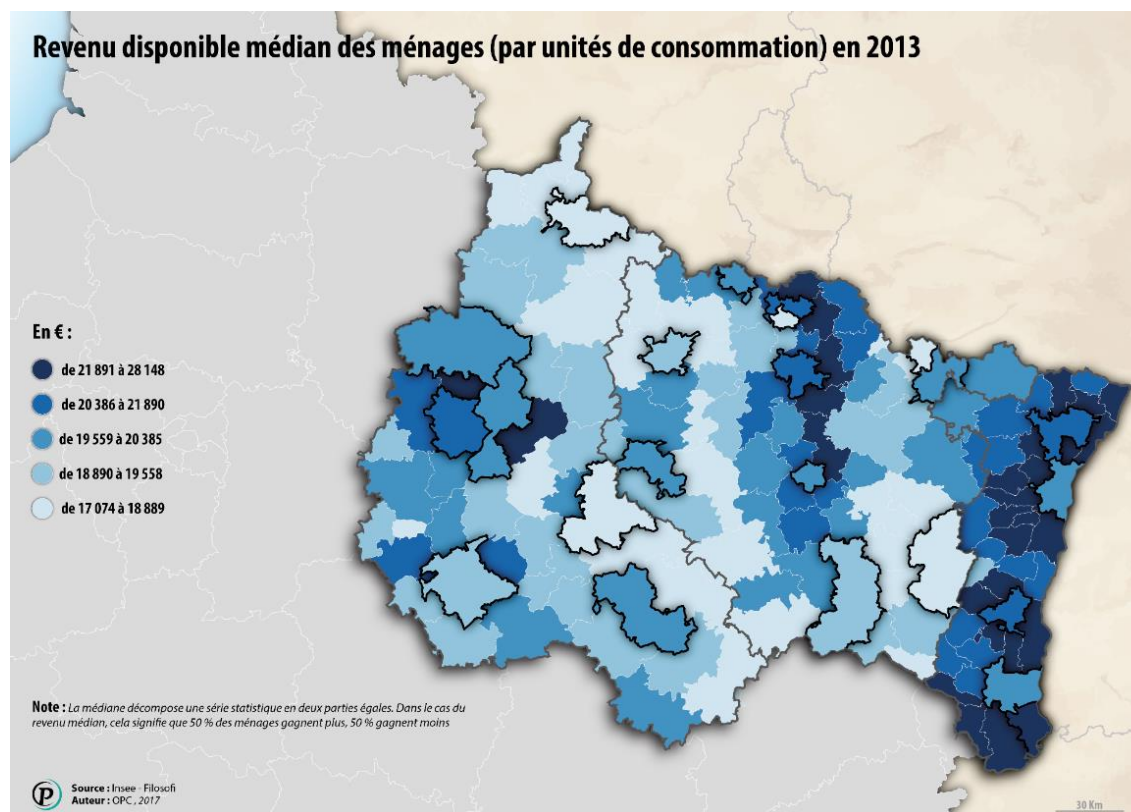 Revenu disponible médian des ménages (par unités de consommation) en 2013
En € :
de 21 891 à 28 148
de 20 386 à 21 890
de 19 559 à 20 385
de 18 890 à 19 558
de 17 074 à 18 889
Note : La médiane décompose une série statistique en deux parties égales. Dans le cas du
revenu médian, cela signifie que 50 % des ménages gagnent plus, 50 % gagnent moins
P
Source : Insee - Filosofi
Auteur : OPC, 2017
30 Km